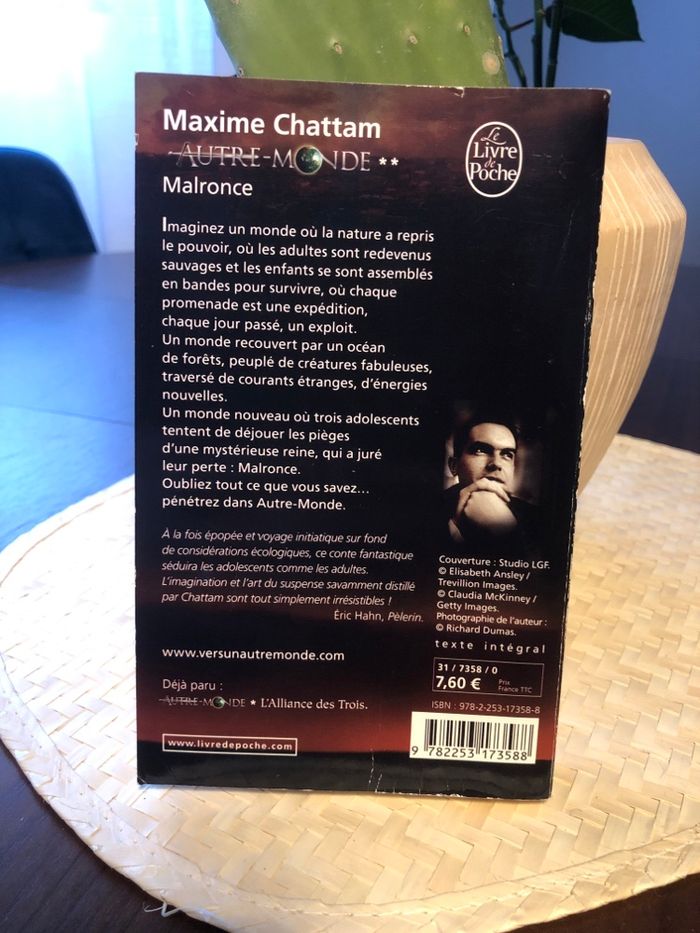 Maxime Chattam
AUTRE-MONDE **
Malronce
Le
Livre
de
Poche
Imaginez un monde où la nature a repris
le pouvoir, où les adultes sont redevenus
sauvages et les enfants se sont assemblés
en bandes pour survivre, où chaque
promenade est une expédition,
chaque jour passé, un exploit.
Un monde recouvert par un océan
de forêts, peuplé de créatures fabuleuses,
traversé de courants étranges, d'énergies
nouvelles.
Un monde nouveau où trois adolescents
tentent de déjouer les pièges
d'une mystérieuse reine, qui a juré
leur perte : Malronce.
Oubliez tout ce que vous savez...
pénétrez dans Autre-Monde.
À la fois épopée et voyage initiatique sur fond
de considérations écologiques, ce conte fantastique
séduira les adolescents comme les adultes.
L'imagination et l'art du suspense savamment distillé
par Chattam sont tout simplement irrésistibles !
Éric Hahn, Pèlerin.
www.versunautremonde.com
Déjà paru :
AUTRE-MONDE * L'Alliance des Trois.
www.livredepoche.com
Couverture : Studio LGF.
© Elisabeth Ansley /
Trevillion Images.
© Claudia McKinney /
Getty Images.
Photographie de l'auteur :
© Richard Dumas.
texte intégral
31 / 7358 / 0
7,60 € Prix
France TTC
ISBN : 978-2-253-17358-8
9 782253 173588